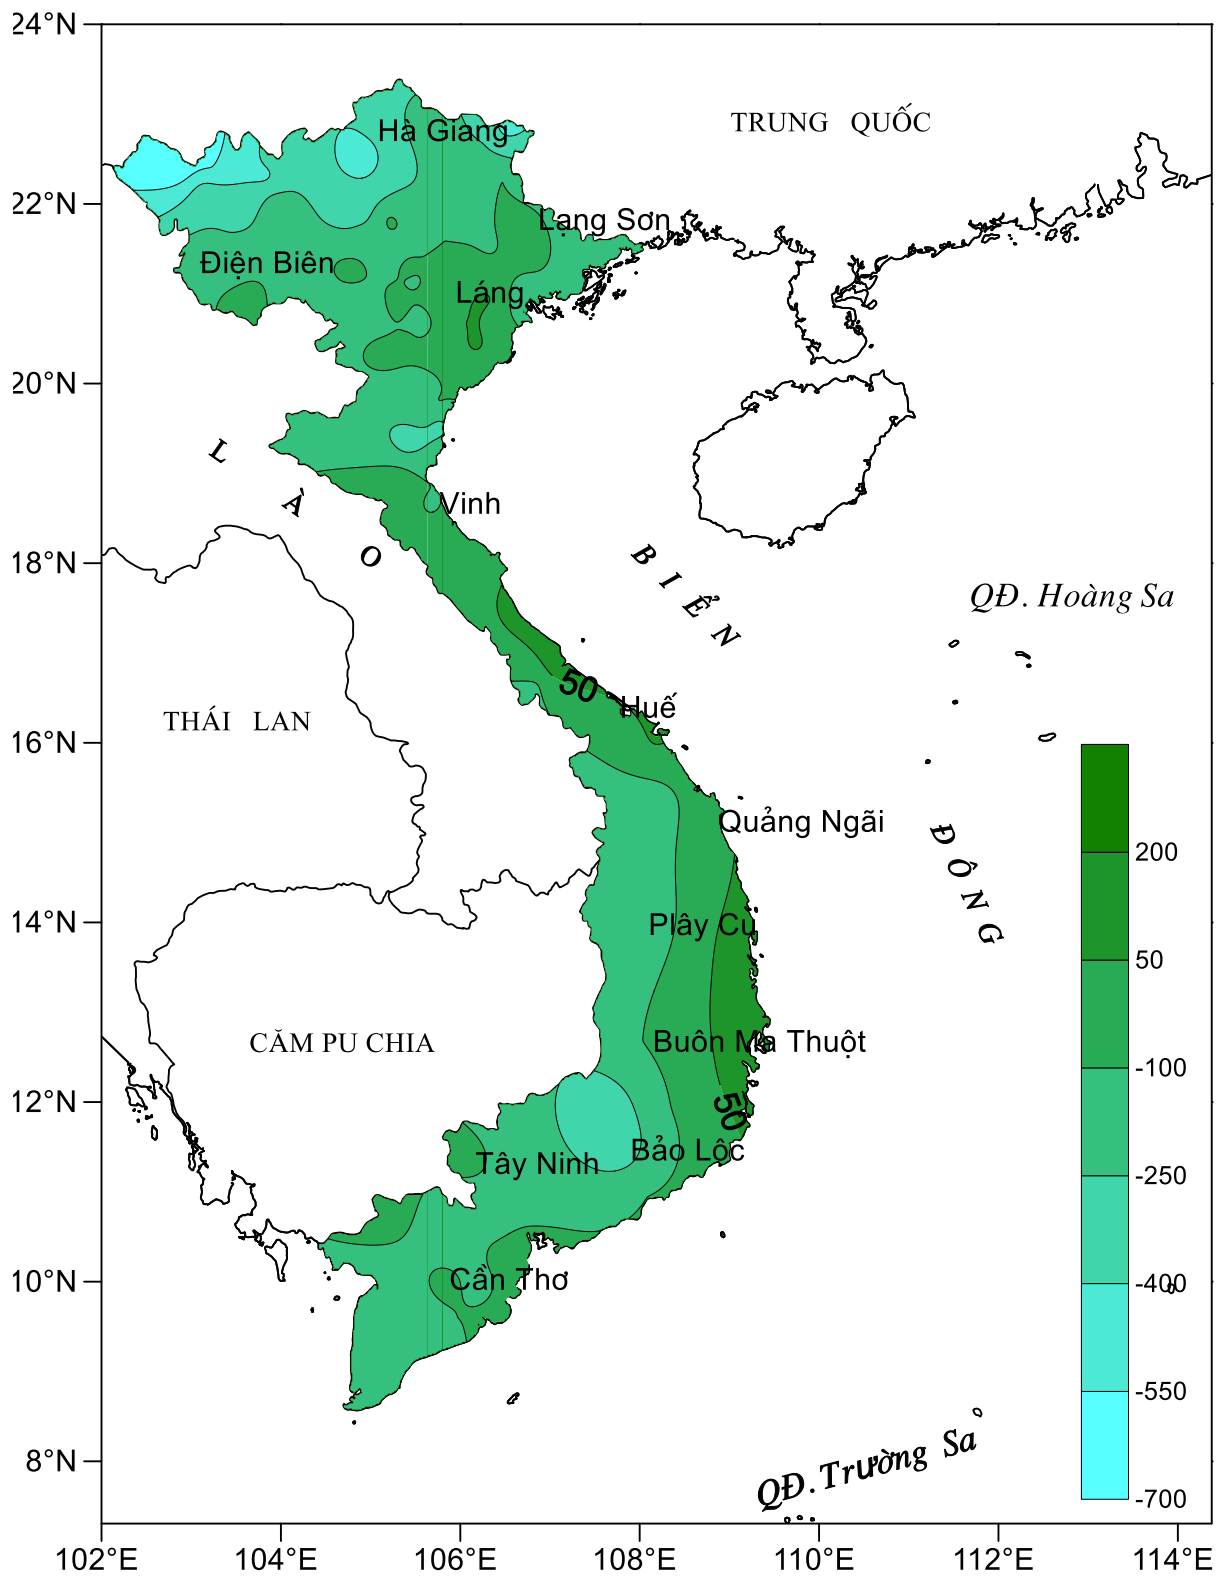 24°N
22°N
20°N
18°N
16°N
14°N
12°N
10°N
8°N
102°E
104°E
106°E
108°E
110°E
112°E
114°E
TRUNG QUỐC
Hà Giang
Lạng Sơn
Điện Biên
Láng
LÀO
Vinh
BIỂN
QĐ. Hoàng Sa
50
Huế
THÁI LAN
Quảng Ngãi
ĐÔNG
Plây Cu
CĂM PU CHIA
Buôn Ma Thuột
50
Bảo Lộc
Tây Ninh
Cần Thơ
QĐ. Trường Sa
200
50
-100
-250
-400
-550
-700